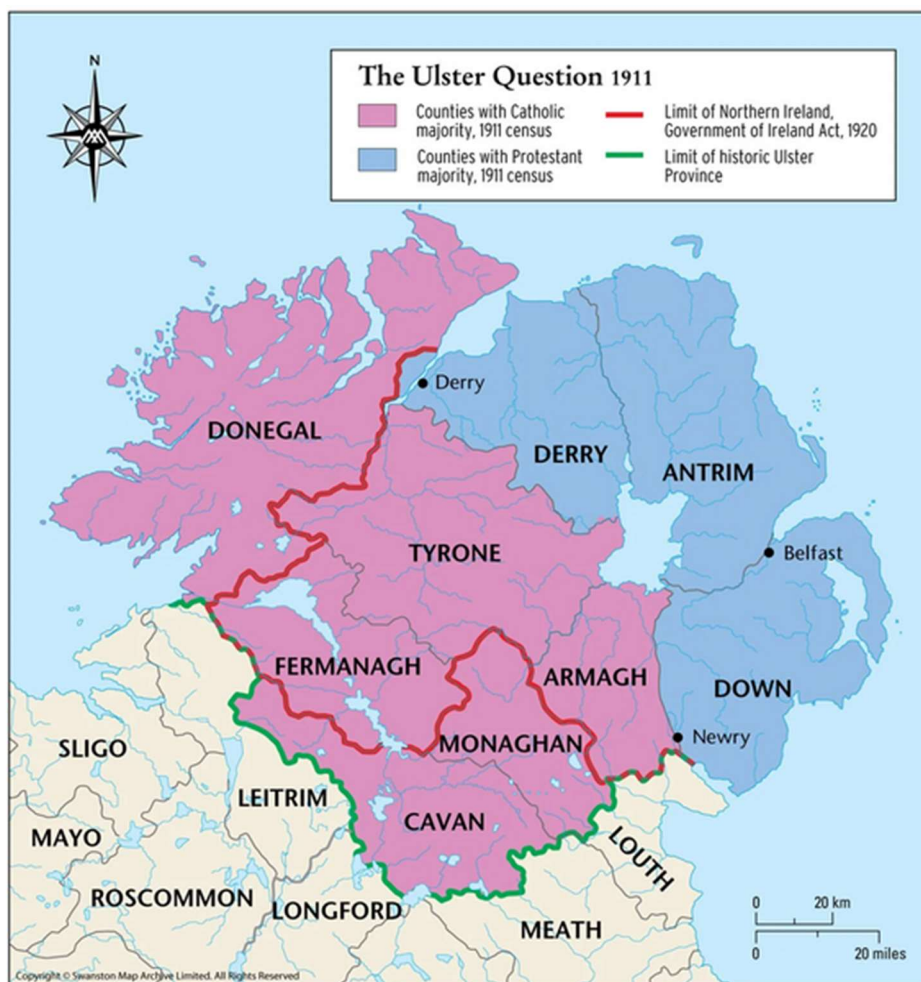 N
The Ulster Question 1911
Counties with Catholic
majority, 1911 census
Counties with Protestant
majority, 1911 census
Limit of Northern Ireland,
Government of Ireland Act, 1920
Limit of historic Ulster
Province
Derry
DONEGAL
DERRY
ANTRIM
TYRONE
Belfast
FERMANAGH
ARMAGH
DOWN
MONAGHAN
Newry
SLIGO
LEITRIM
CAVAN
MAYO
LOUTH
ROSCOMMON
LONGFORD
MEATH
0 20 km
0 20 miles
Copyright © Swanston Map Archive Limited. All Rights Reserved